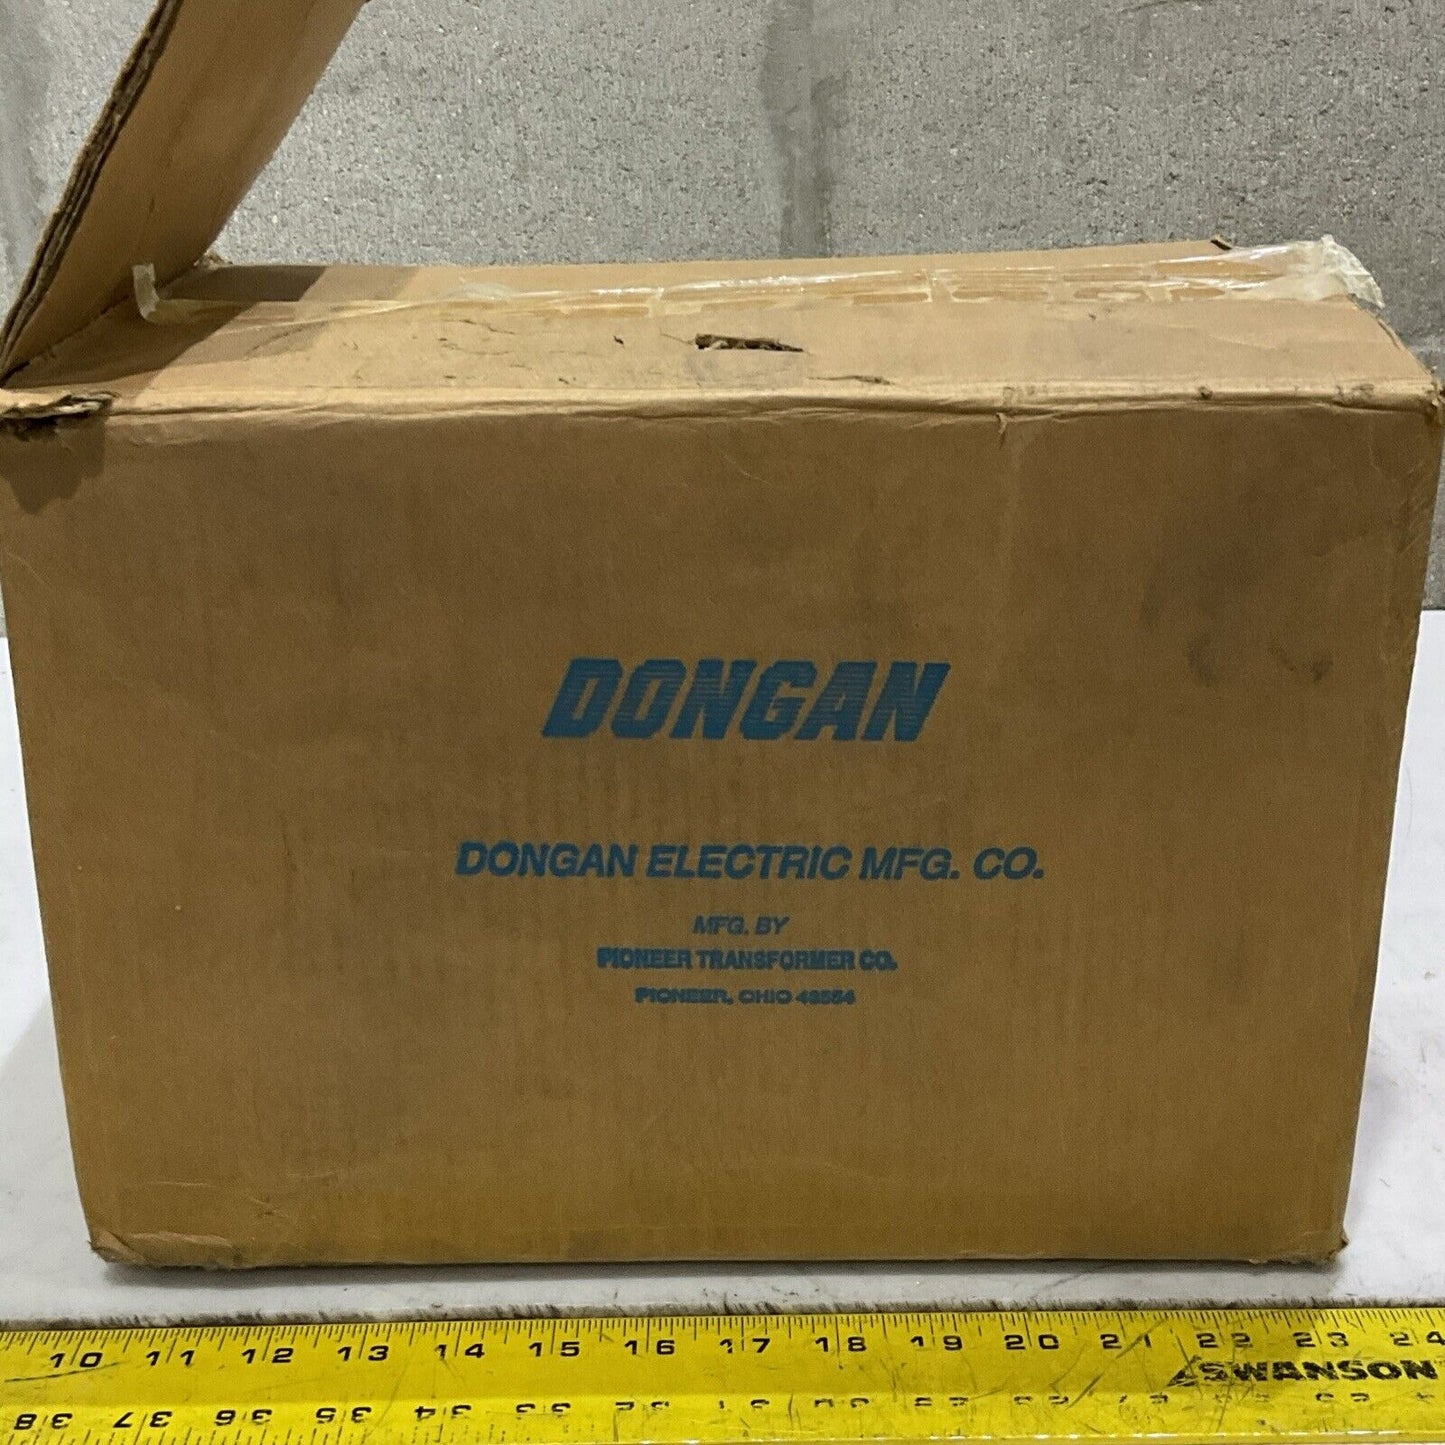 DONGAN
DONGAN ELECTRIC MFG. CO.
MFG. BY
PIONEER TRANSFORMER CO.
PIONEER, OHIO 43554
10 11 12 13 14 15 16 17 18 19 20 21 22 23 24
SWANSON
38 37 36 35 34 33